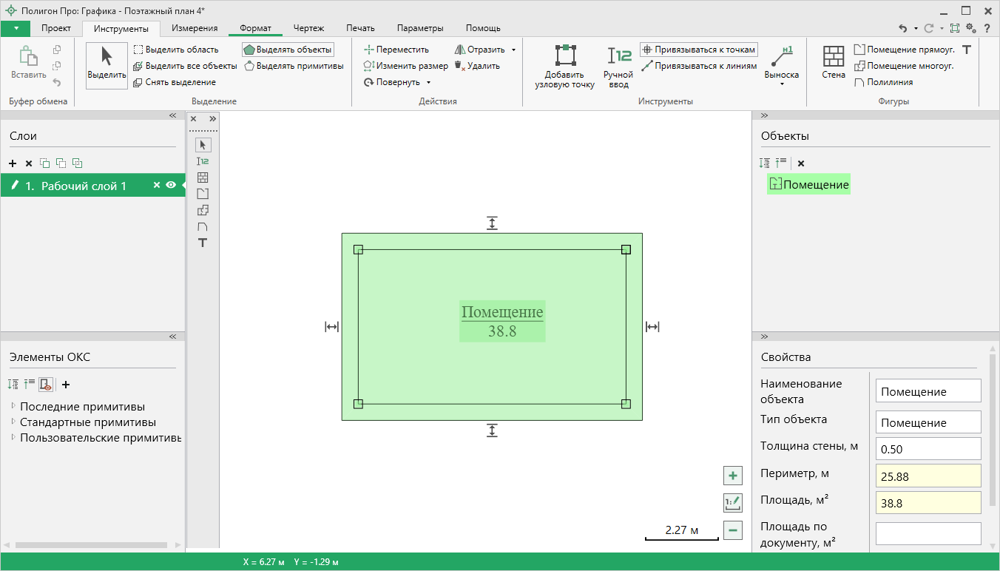 Полигон Про: Графика - Поэтажный план 4*
Проект Инструменты Измерения Формат Чертеж Печать Параметры Помощь
?
Вставить
Буфер обмена
Выделить
Выделить область
Выделить все объекты
Снять выделение
Выделять объекты
Выделять примитивы
Выделение
Переместить
Изменить размер
Повернуть
Отразить
Удалить
Действия
Добавить
узловую точку
12
Ручной
ввод
Привязываться к точкам
Привязываться к линиям
н1
Выноска
Инструменты
Стена
Помещение прямоуг.
Помещение многоуг.
Полилиния
T
Фигуры
Слои
1. Рабочий слой 1
Элементы ОКС
Последние примитивы
Стандартные примитивы
Пользовательские примитивы
12
T
Помещение
38.8
1:
2.27 м
Объекты
Помещение
Свойства
Наименование
объекта
Помещение
Тип объекта
Помещение
Толщина стены, м
0.50
Периметр, м
25.88
Площадь, м²
38.8
Площадь по
документу, м²
X = 6.27 м Y = -1.29 м